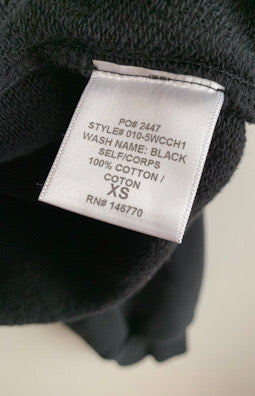 PO# 2447
STYLE# 010-5WCCH1
WASH NAME: BLACK
SELF/CORPS
100% COTTON /
COTON
XS
RN# 146770